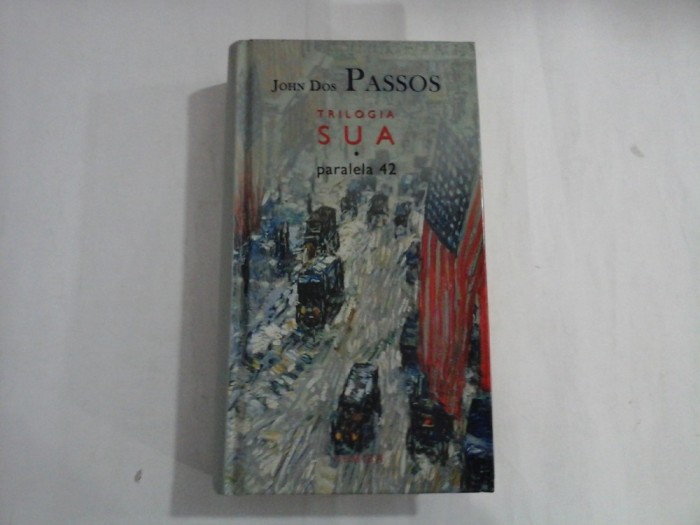 JOHN DOS PASSOS
TRILOGIA
SUA
paralela 42